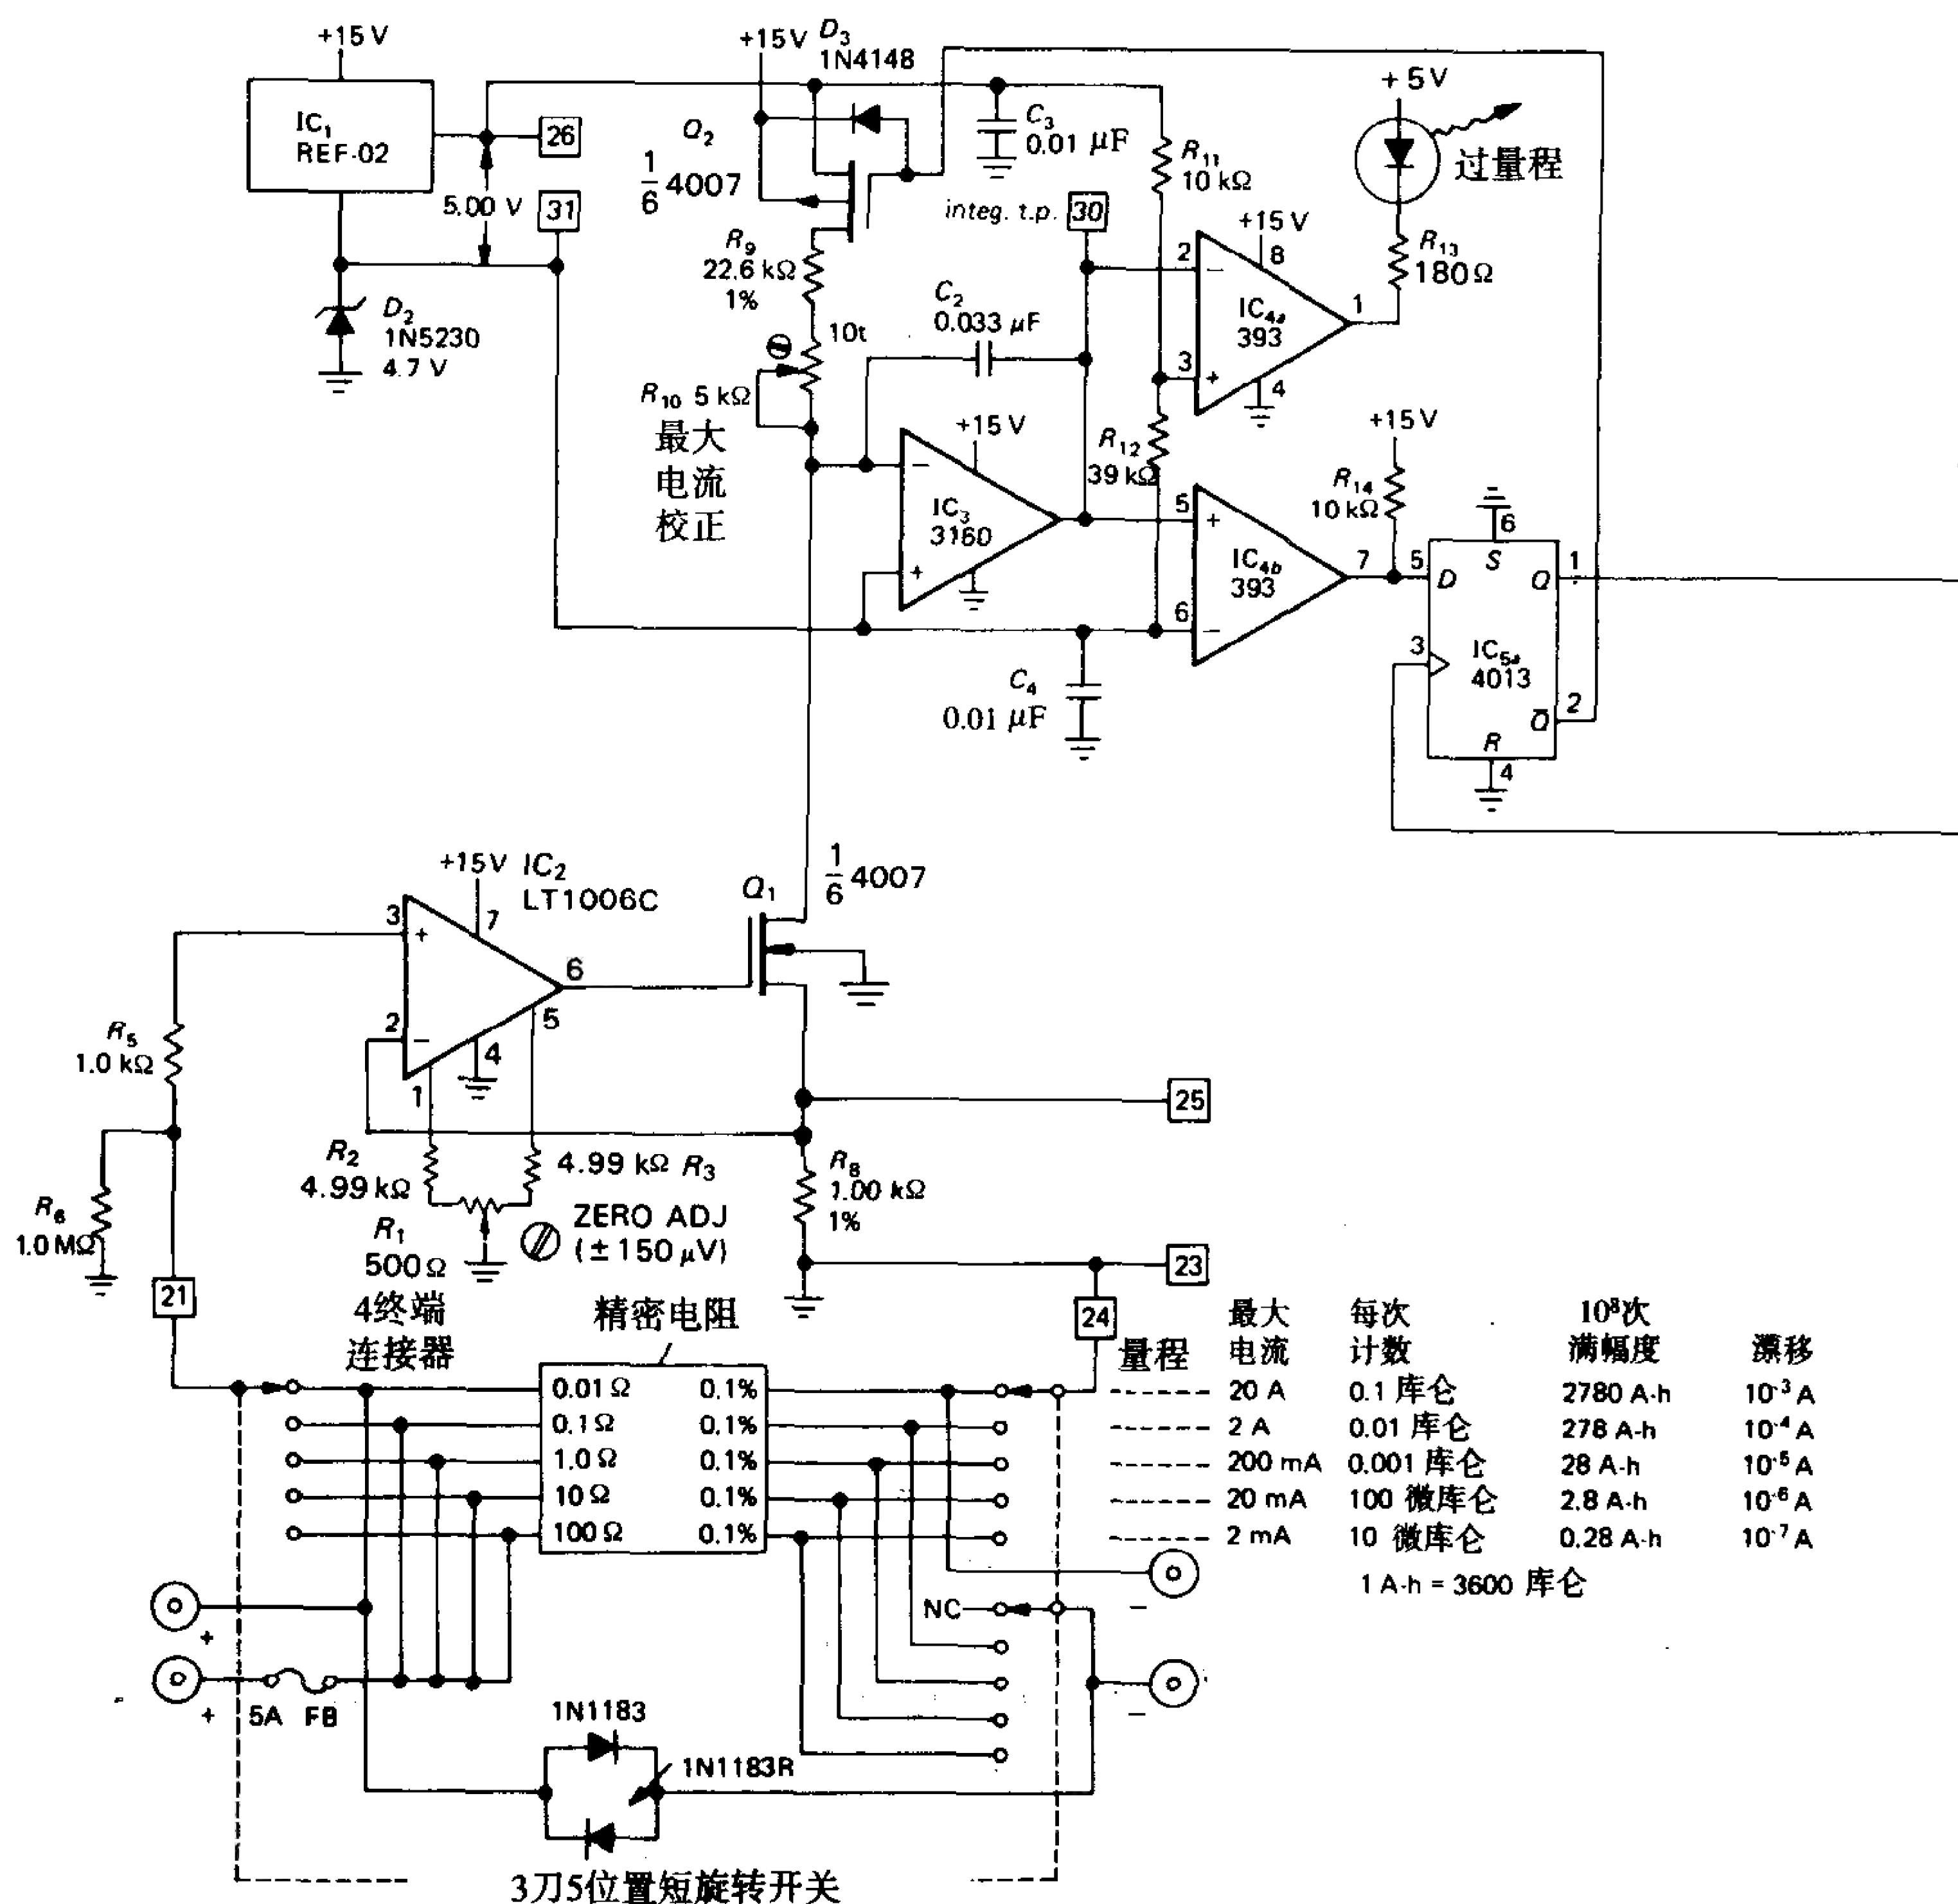 +15 V
IC₁
REF-02
26
5.00 V
31
D₂
1N5230
4.7 V
+15V
D₃
1N4148
Q₂
1/6 4007
C₃
0.01 μF
R₁₁
10 kΩ
+ 5V
过量程
integ. t.p. 30
R₉
22.6 kΩ
1%
10t
R₁₀ 5 kΩ
最大
电流
校正
C₂
0.033 μF
+15 V
2
−
8
IC₄ₐ
393
1
3
+
4
R₁₃
180Ω
+15 V
−
IC₃
3160
+
R₁₂
39 kΩ
5
+
IC₄b
393
7
6
−
+15 V
R₁₄
10 kΩ
6
5
D
S
Q
1
3
IC₅ₐ
4013
Q̅
2
R
4
C₄
0.01 μF
+15V
IC₂
LT1006C
3
+
7
6
2
−
4
5
1
Q₁
1/6 4007
25
R₅
1.0 kΩ
R₆
1.0 MΩ
21
R₂
4.99 kΩ
4.99 kΩ R₃
R₁
500Ω
ZERO ADJ
(±150 μV)
R₈
1.00 kΩ
1%
23
24
4终端
连接器
精密电阻
0.01 Ω 0.1%
0.1 Ω 0.1%
1.0 Ω 0.1%
10 Ω 0.1%
100 Ω 0.1%
量程 最大电流 每次计数 10⁸次满幅度 漂移
20 A 0.1 库仑 2780 A-h 10⁻³ A
2 A 0.01 库仑 278 A-h 10⁻⁴ A
200 mA 0.001 库仑 28 A-h 10⁻⁵ A
20 mA 100 微库仑 2.8 A-h 10⁻⁶ A
2 mA 10 微库仑 0.28 A-h 10⁻⁷ A
1 A-h = 3600 库仑
NC
−
−
+
+
5A FB
1N1183
1N1183R
3刀5位置短旋转开关